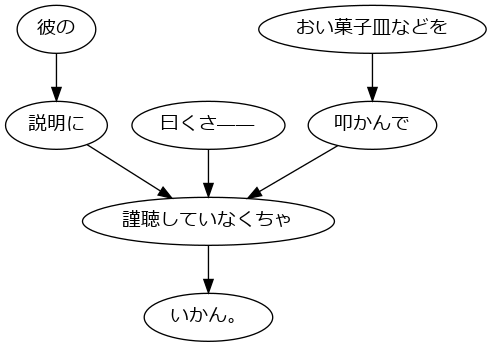 彼の
おい菓子皿などを
説明に
曰くさ――
叩かんで
謹聴していなくちゃ
いかん。